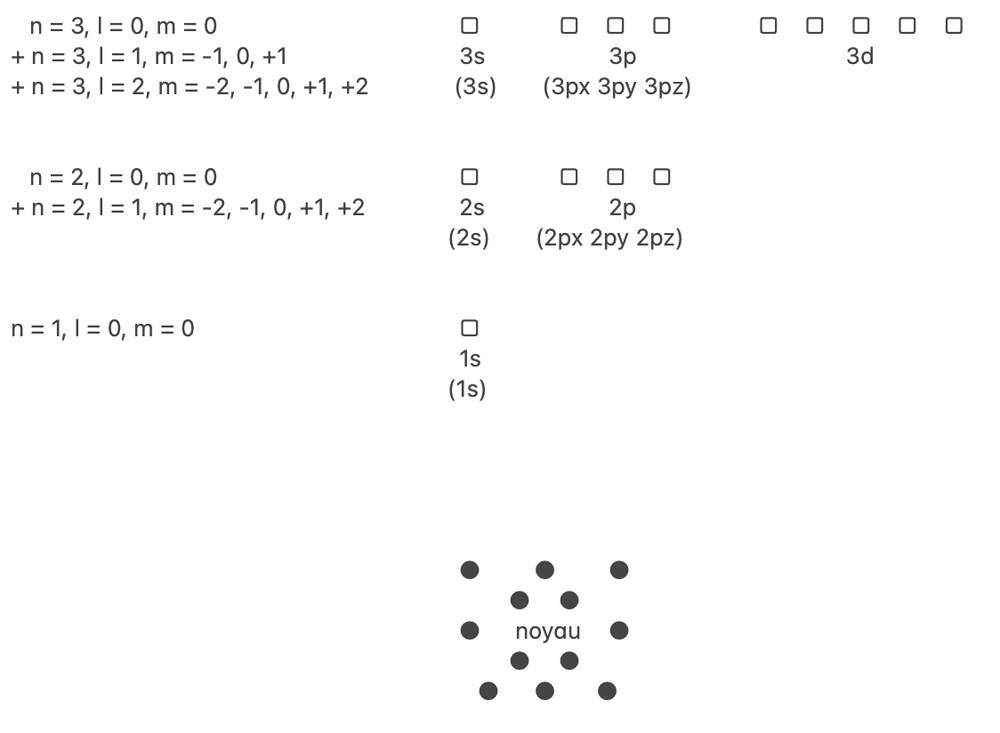 n = 3, l = 0, m = 0
+ n = 3, l = 1, m = -1, 0, +1
3s 3p 3d
+ n = 3, l = 2, m = -2, -1, 0, +1, +2
(3s) (3px 3py 3pz)
n = 2, l = 0, m = 0
+ n = 2, l = 1, m = -2, -1, 0, +1, +2
2s 2p
(2s) (2px 2py 2pz)
n = 1, l = 0, m = 0
1s
(1s)
noyau